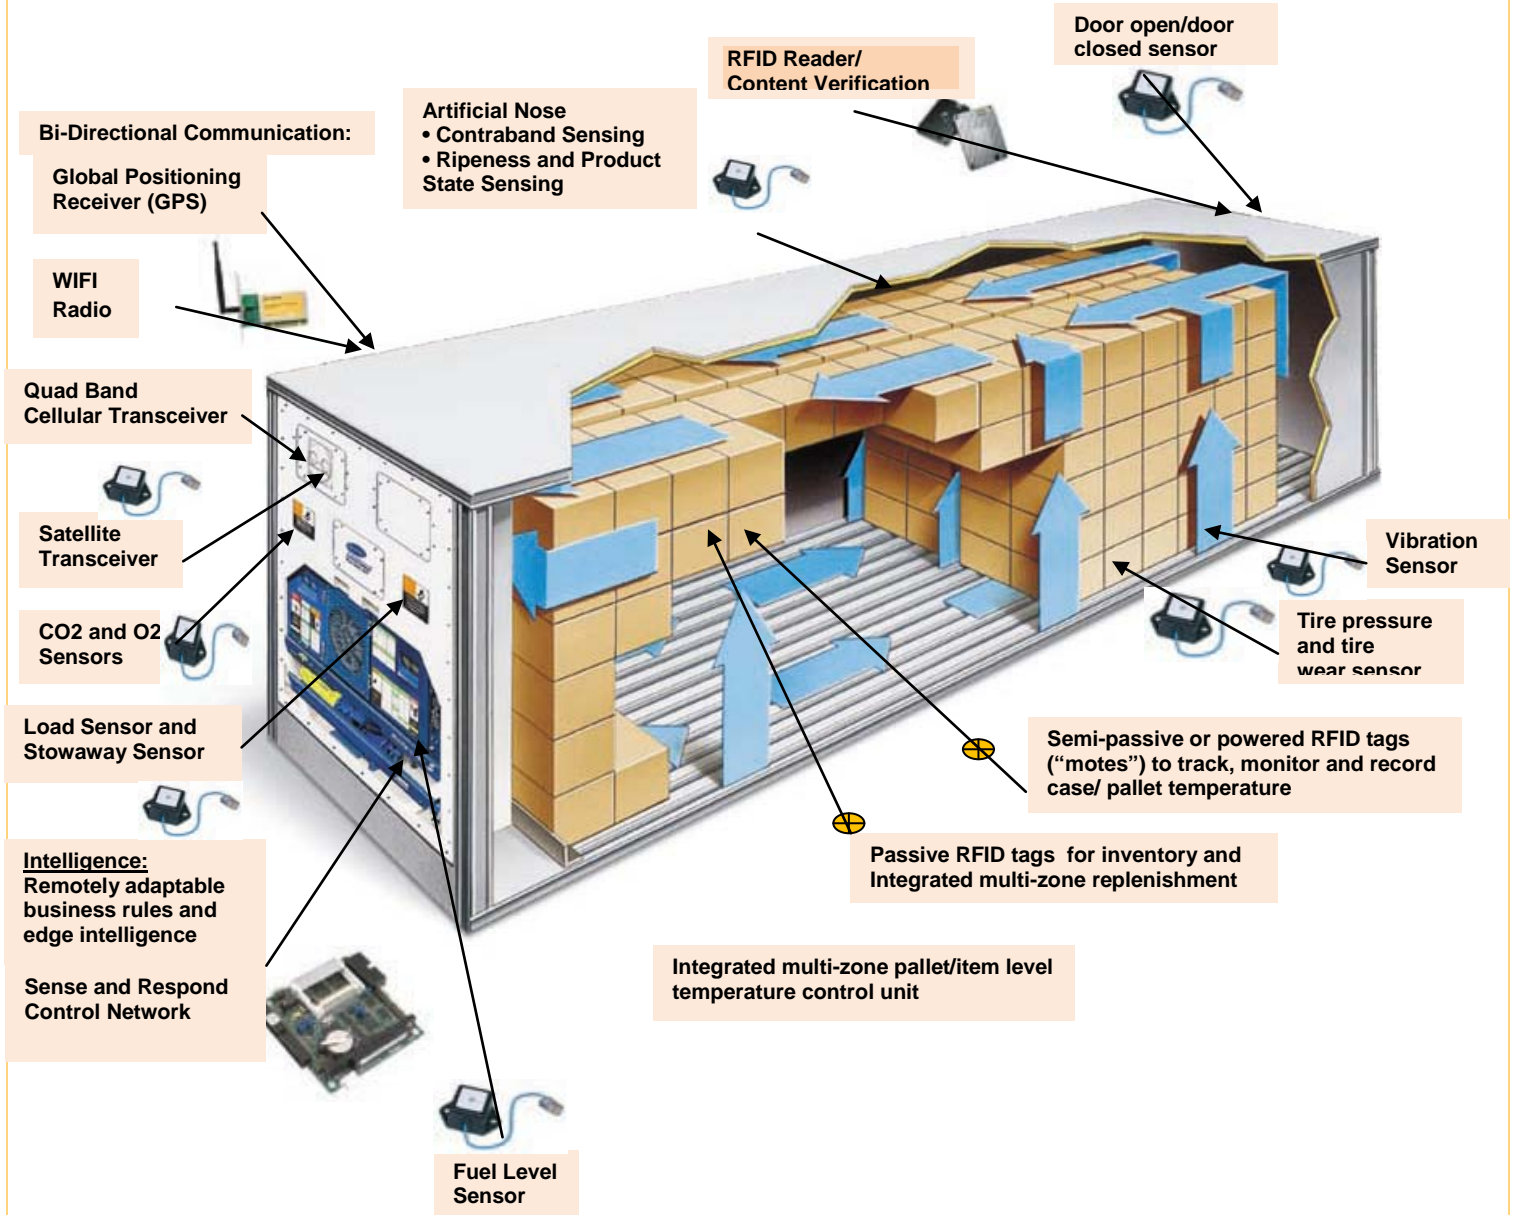 Door open/door
closed sensor
RFID Reader/
Content Verification
Artificial Nose
• Contraband Sensing
• Ripeness and Product
State Sensing
Bi-Directional Communication:
Global Positioning
Receiver (GPS)
WIFI
Radio
Quad Band
Cellular Transceiver
Satellite
Transceiver
CO2 and O2
Sensors
Load Sensor and
Stowaway Sensor
Intelligence:
Remotely adaptable
business rules and
edge intelligence
Sense and Respond
Control Network
Fuel Level
Sensor
Vibration
Sensor
Tire pressure
and tire
wear sensor
Semi-passive or powered RFID tags
(“motes”) to track, monitor and record
case/ pallet temperature
Passive RFID tags  for inventory and
Integrated multi-zone replenishment
Integrated multi-zone pallet/item level
temperature control unit